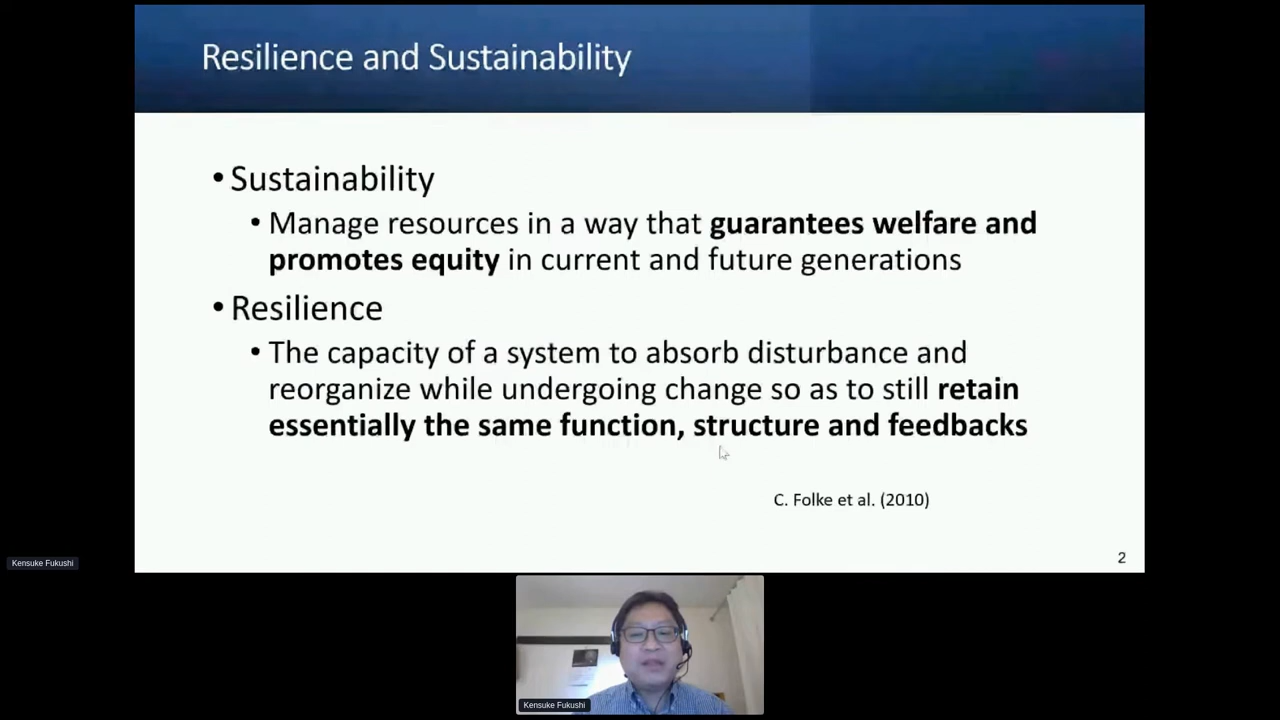 Resilience and Sustainability
• Sustainability
• Manage resources in a way that guarantees welfare and
promotes equity in current and future generations
• Resilience
• The capacity of a system to absorb disturbance and
reorganize while undergoing change so as to still retain
essentially the same function, structure and feedbacks
C. Folke et al. (2010)
2
Kensuke Fukushi
Kensuke Fukushi